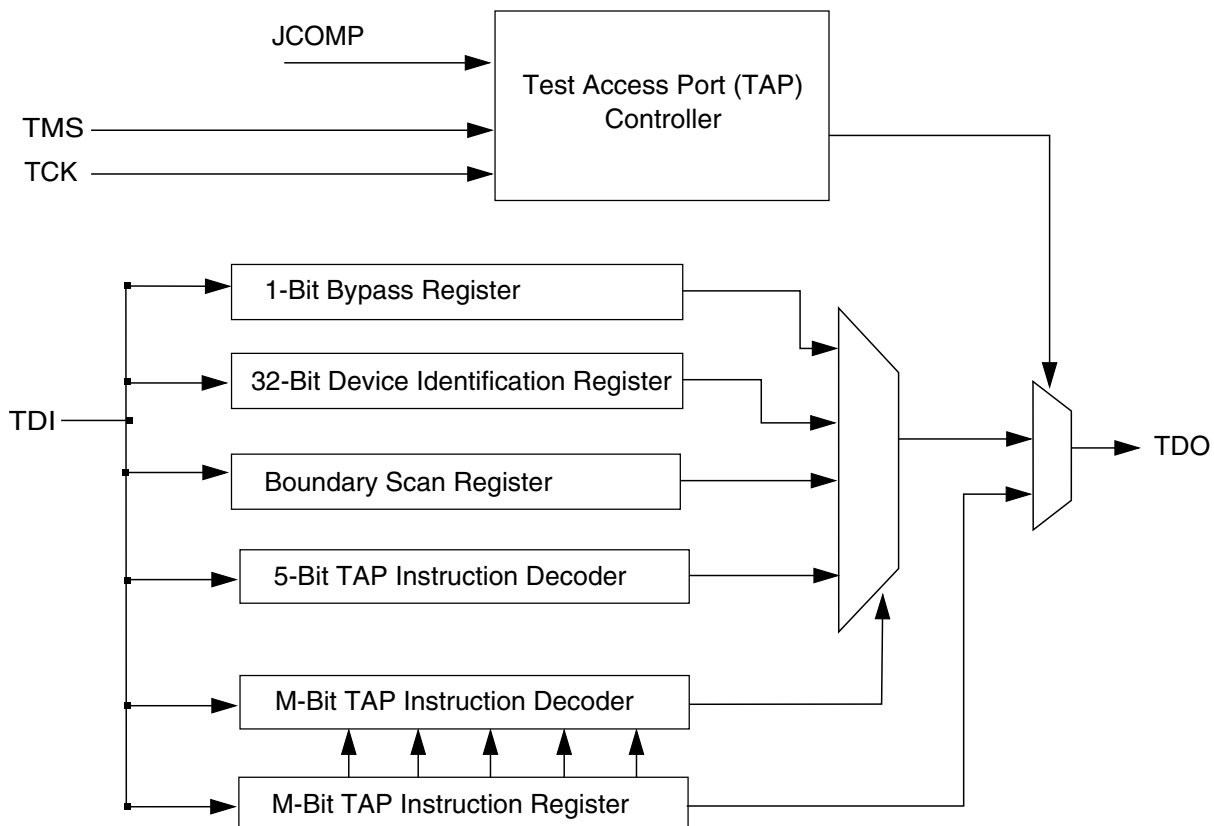 JCOMP
Test Access Port (TAP)
Controller
TMS
TCK
1-Bit Bypass Register
32-Bit Device Identification Register
TDI
TDO
Boundary Scan Register
5-Bit TAP Instruction Decoder
M-Bit TAP Instruction Decoder
M-Bit TAP Instruction Register